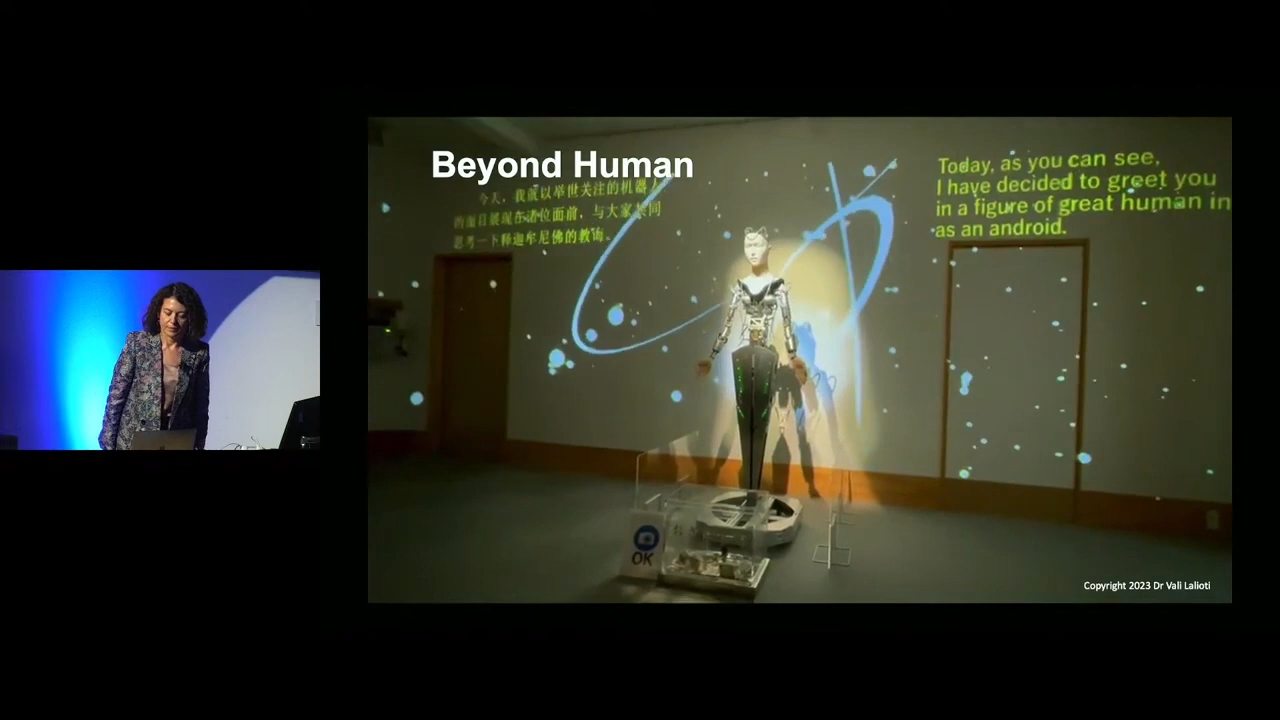 Beyond Human
今天，我就以举世关注的机器人
的面目展现在诸位面前，与大家共同
思考一下释迦牟尼佛的教诲。
Today, as you can see,
I have decided to greet you
in a figure of great human in
as an android.
OK
Copyright 2023 Dr Vali Lalioti